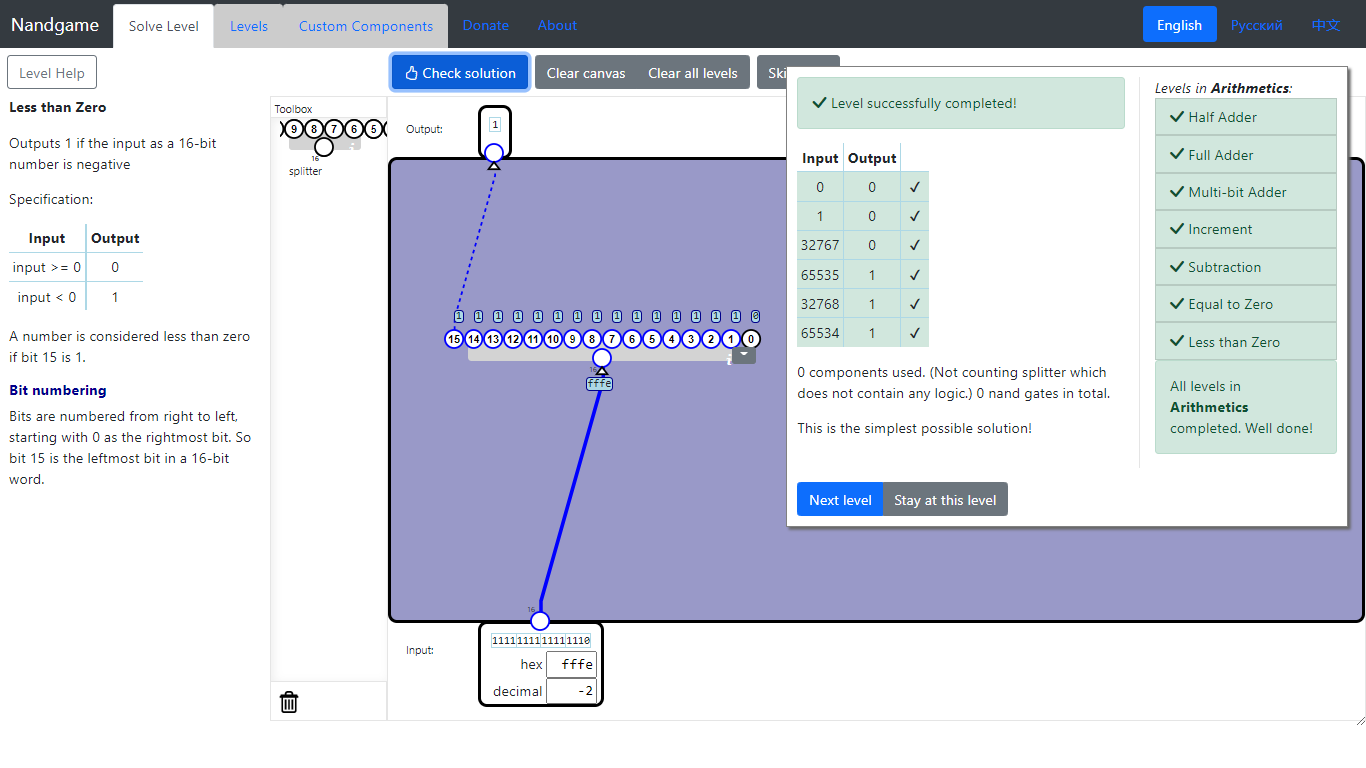 Nandgame Solve Level Levels Custom Components Donate About English Русский 中文
Level Help
Check solution Clear canvas Clear all levels
Less than Zero
Outputs 1 if the input as a 16-bit
number is negative
Specification:
Input Output
input >= 0 0
input < 0 1
A number is considered less than zero
if bit 15 is 1.
Bit numbering
Bits are numbered from right to left,
starting with 0 as the rightmost bit. So
bit 15 is the leftmost bit in a 16-bit
word.
Toolbox
9 8 7 6 5
16
splitter
Output:
1
1 1 1 1 1 1 1 1 1 1 1 1 1 1 1 0
15 14 13 12 11 10 9 8 7 6 5 4 3 2 1 0
16
fffe
16
Input:
1111111111111110
hex fffe
decimal -2
Level successfully completed!
Input Output
0 0 ✓
1 0 ✓
32767 0 ✓
65535 1 ✓
32768 1 ✓
65534 1 ✓
0 components used. (Not counting splitter which
does not contain any logic.) 0 nand gates in total.
This is the simplest possible solution!
Next level Stay at this level
Levels in Arithmetics:
Half Adder
Full Adder
Multi-bit Adder
Increment
Subtraction
Equal to Zero
Less than Zero
All levels in
Arithmetics
completed. Well done!